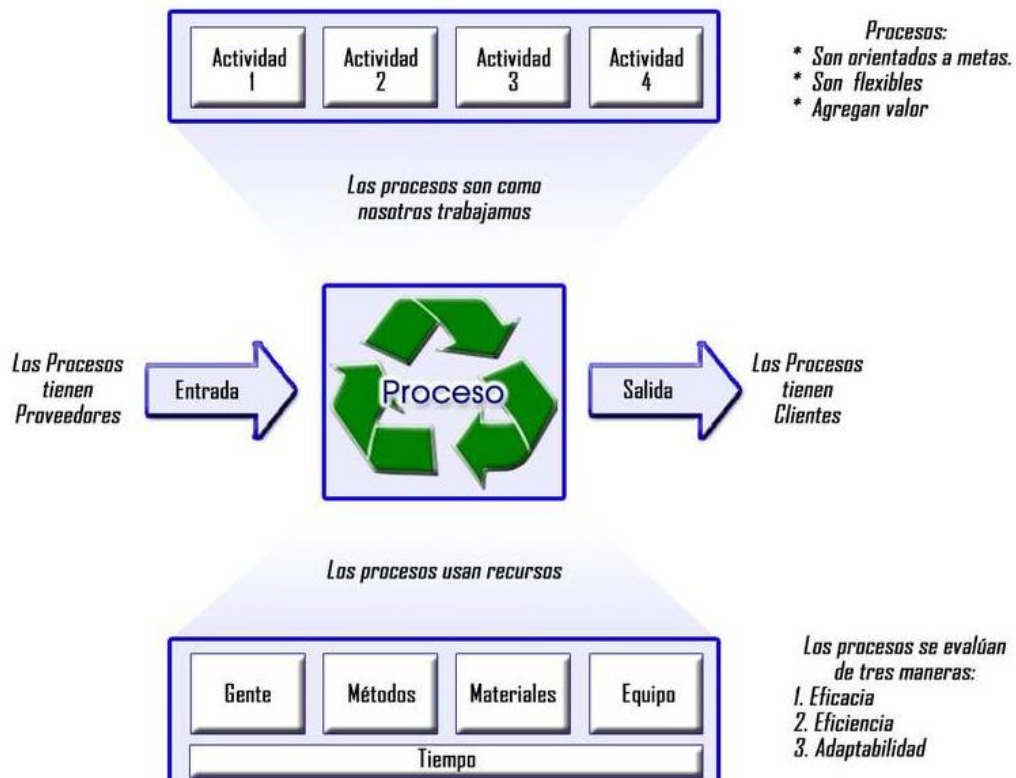 Actividad
1
Actividad
2
Actividad
3
Actividad
4
Procesos:
* Son orientados a metas.
* Son flexibles
* Agregan valor
Los procesos son como
nosotros trabajamos
Los Procesos
tienen
Proveedores
Entrada
Proceso
Salida
Los Procesos
tienen
Clientes
Los procesos usan recursos
Gente
Métodos
Materiales
Equipo
Tiempo
Los procesos se evalúan
de tres maneras:
1. Eficacia
2. Eficiencia
3. Adaptabilidad